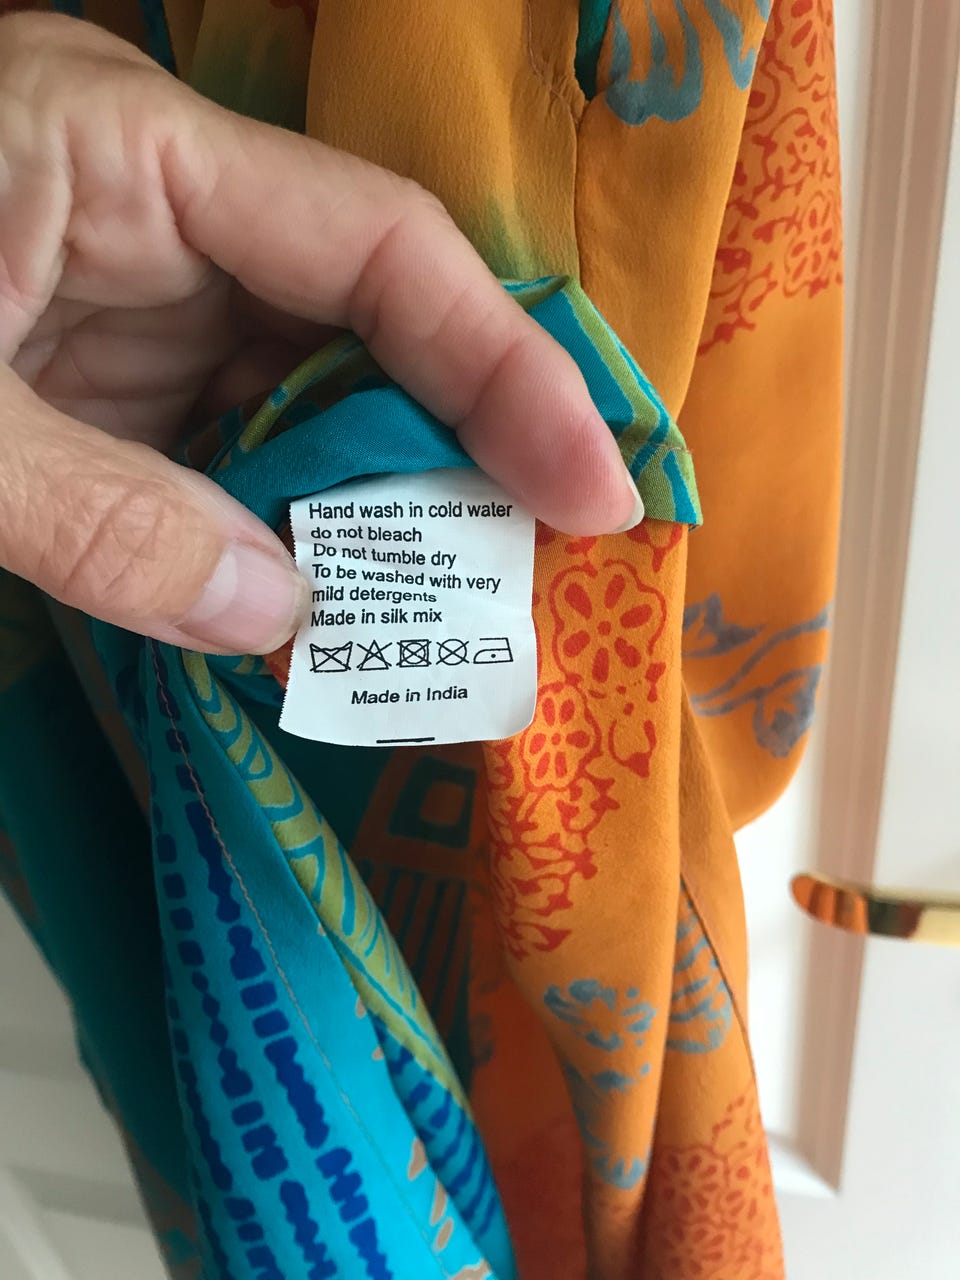 Hand wash in cold water
do not bleach
Do not tumble dry
To be washed with very
mild detergents
Made in silk mix
Made in India